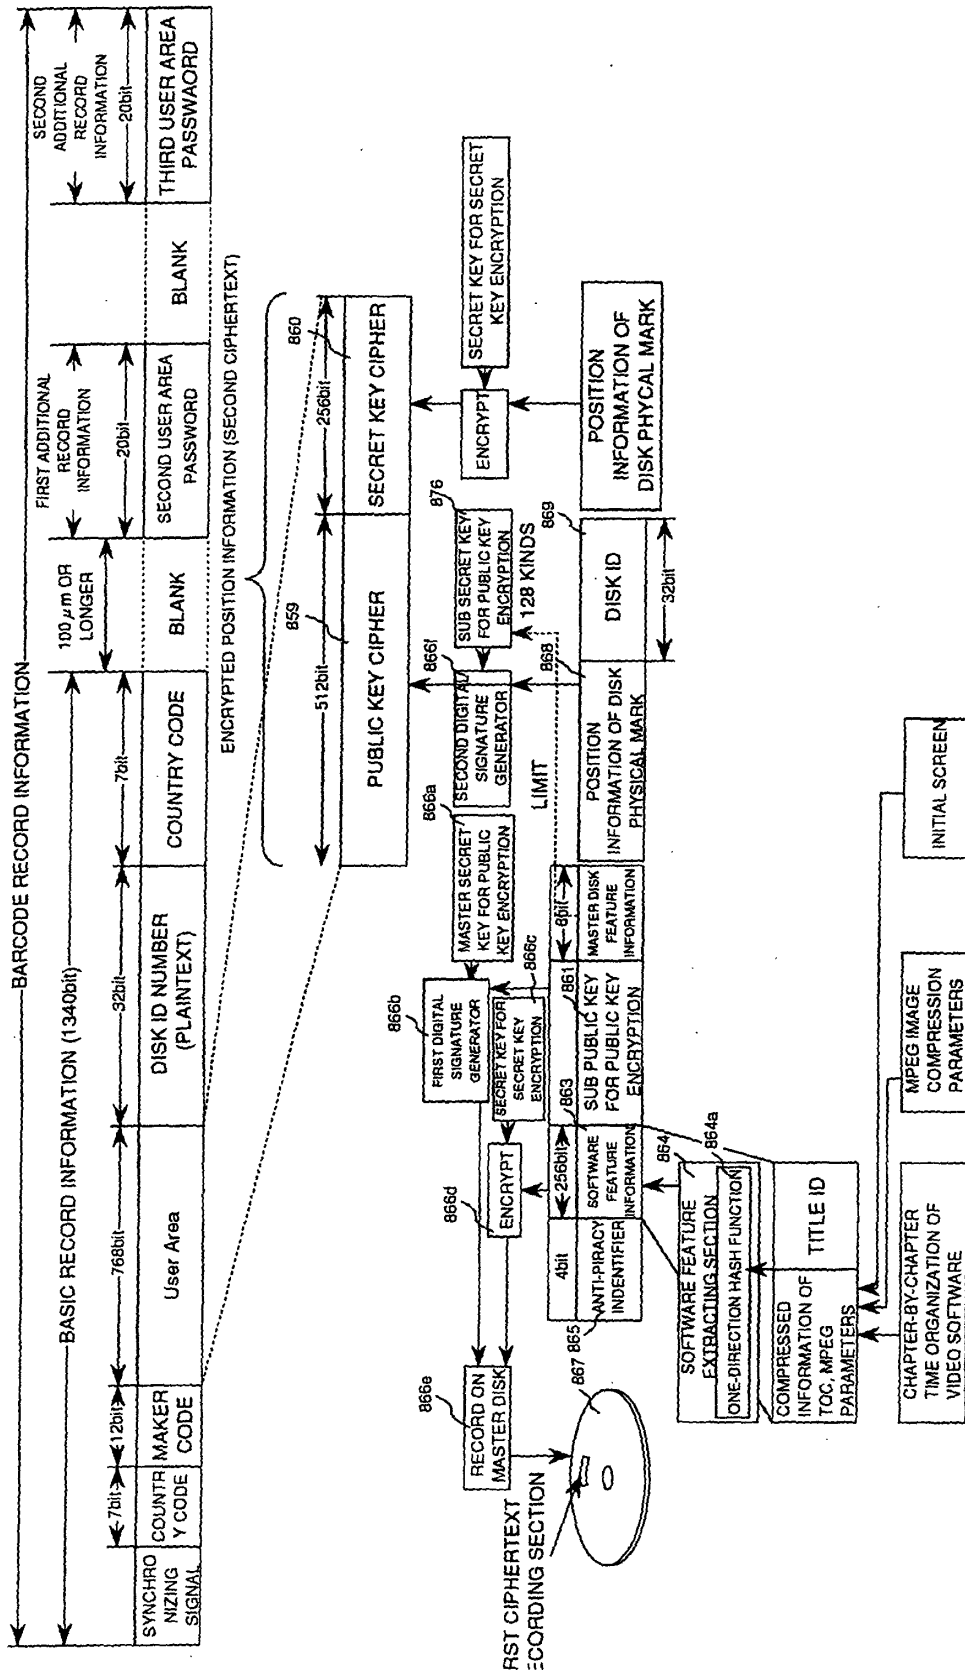 BARCODE RECORD INFORMATION
BASIC RECORD INFORMATION (1340bit)
100μm OR
LONGER
FIRST ADDITIONAL
RECORD
INFORMATION
SECOND
ADDITIONAL
RECORD
INFORMATION
7bit
12bit
768bit
32bit
7bit
20bit
20bit
SYNCHRO
NIZING
SIGNAL
COUNTR
Y CODE
MAKER
CODE
User Area
DISK ID NUMBER
(PLAINTEXT)
COUNTRY CODE
BLANK
SECOND USER AREA
PASSWORD
BLANK
THIRD USER AREA
PASSWAORD
ENCRYPTED POSITION INFORMATION (SECOND CIPHERTEXT)
859
860
512bit
256bit
PUBLIC KEY CIPHER
SECRET KEY CIPHER
866e
RECORD ON
MASTER DISK
866d
ENCRYPT
866b
FIRST DIGITAL
SIGNATURE
GENERATOR
SECRET KEY FOR
SECRET KEY
ENCRYPTION
866c
866a
MASTER SECRET
KEY FOR PUBLIC
KEY ENCRYPTION
866f
SECOND DIGITAL
SIGNATURE
GENERATOR
876
SUB SECRET KEY
FOR PUBLIC KEY
ENCRYPTION
128 KINDS
LIMIT
ENCRYPT
SECRET KEY FOR SECRET
KEY ENCRYPTION
RST CIPHERTEXT
ECORDING SECTION
867
865
4bit
ANTI-PIRACY
INDENTIFIER
256bit
863
SOFTWARE
FEATURE
INFORMATION
861
SUB PUBLIC KEY
FOR PUBLIC KEY
ENCRYPTION
8bit
MASTER DISK
FEATURE
INFORMATION
868
POSITION
INFORMATION OF DISK
PHYSICAL MARK
869
DISK ID
32bit
POSITION
INFORMATION OF
DISK PHYCAL MARK
864
864a
SOFTWARE FEATURE
EXTRACTING SECTION
ONE-DIRECTION HASH FUNCTION
COMPRESSED
INFORMATION OF
TOC, MPEG
PARAMETERS
TITLE ID
CHAPTER-BY-CHAPTER
TIME ORGANIZATION OF
VIDEO SOFTWARE
MPEG IMAGE
COMPRESSION
PARAMETERS
INITIAL SCREEN